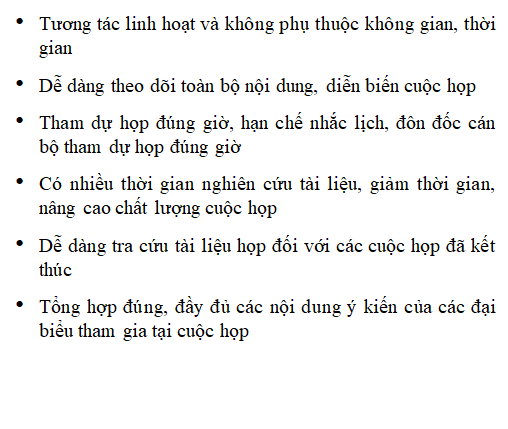 • Tương tác linh hoạt và không phụ thuộc không gian, thời
gian
• Dễ dàng theo dõi toàn bộ nội dung, diễn biến cuộc họp
• Tham dự họp đúng giờ, hạn chế nhắc lịch, đôn đốc cán
bộ tham dự họp đúng giờ
• Có nhiều thời gian nghiên cứu tài liệu, giảm thời gian,
nâng cao chất lượng cuộc họp
• Dễ dàng tra cứu tài liệu họp đối với các cuộc họp đã kết
thúc
• Tổng hợp đúng, đầy đủ các nội dung ý kiến của các đại
biểu tham gia tại cuộc họp